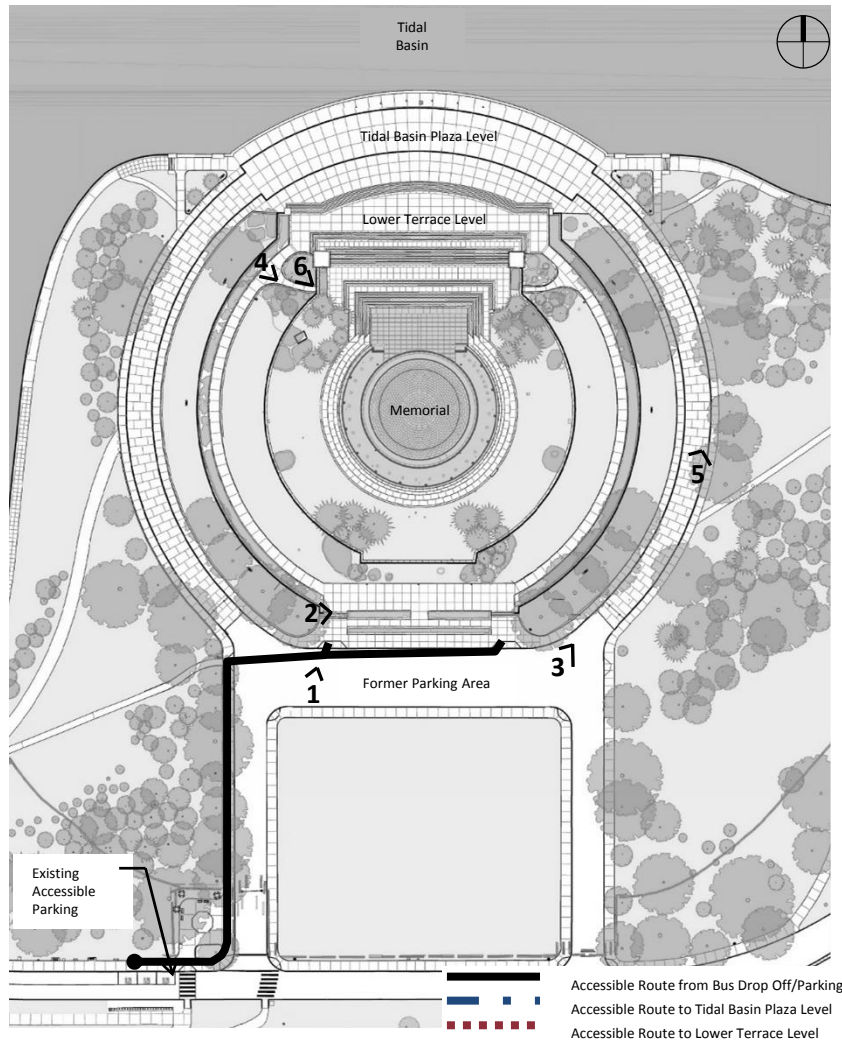 Tidal
Basin
Tidal Basin Plaza Level
Lower Terrace Level
4
6
Memorial
5
2
3
1
Former Parking Area
Existing
Accessible
Parking
Accessible Route from Bus Drop Off/Parking
Accessible Route to Tidal Basin Plaza Level
Accessible Route to Lower Terrace Level